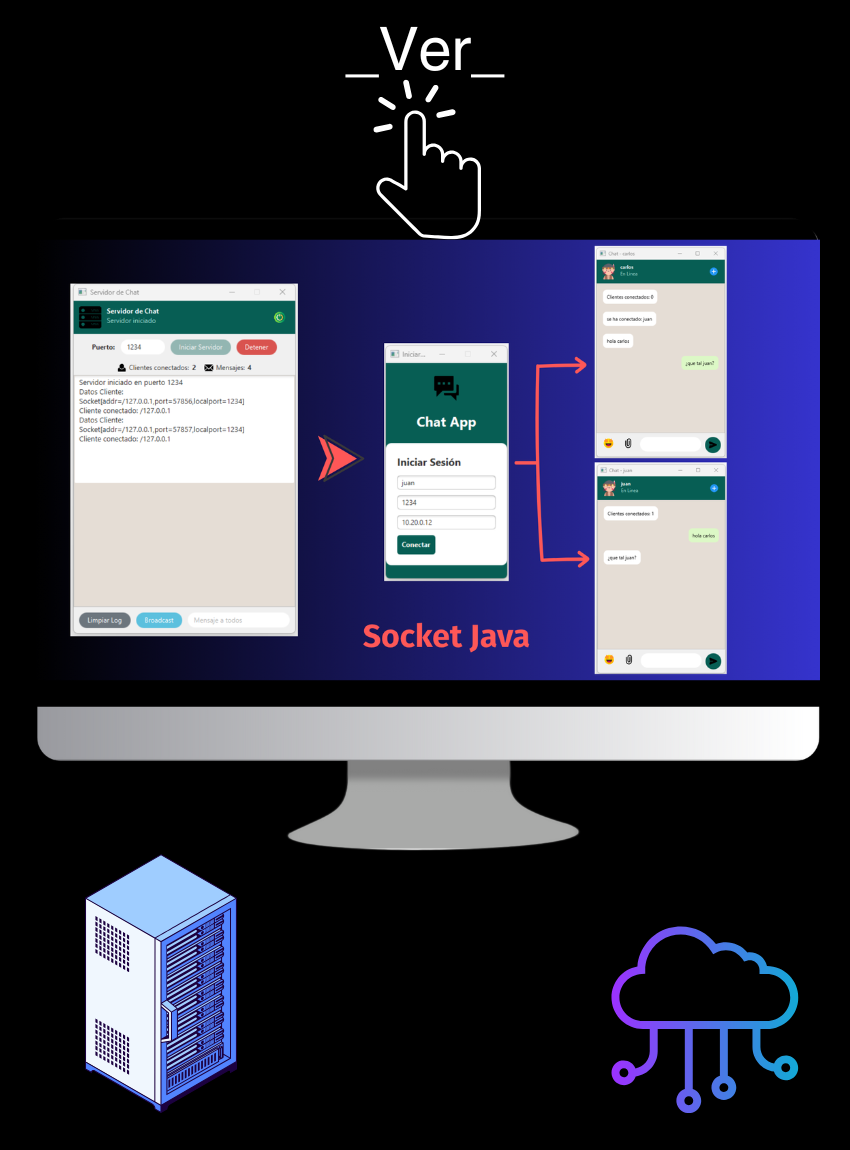 _Ver_
Servidor de Chat
Servidor de Chat
Servidor iniciado
Puerto: 1234 Iniciar Servidor Detener
Clientes conectados: 2 Mensajes: 4
Servidor iniciado en puerto 1234
Datos Cliente:
Socket[addr=/127.0.0.1,port=57856,localport=1234]
Cliente conectado: /127.0.0.1
Datos Cliente:
Socket[addr=/127.0.0.1,port=57857,localport=1234]
Cliente conectado: /127.0.0.1
Limpiar Log Broadcast Mensaje a todos
Iniciar...
Chat App
Iniciar Sesión
juan
1234
10.20.0.12
Conectar
Socket Java
Chat - carlos
carlos
En Linea
Clientes conectados: 0
se ha conectado: juan
hola carlos
¿que tal juan?
Chat - juan
juan
En Linea
Clientes conectados: 1
hola carlos
¿que tal juan?